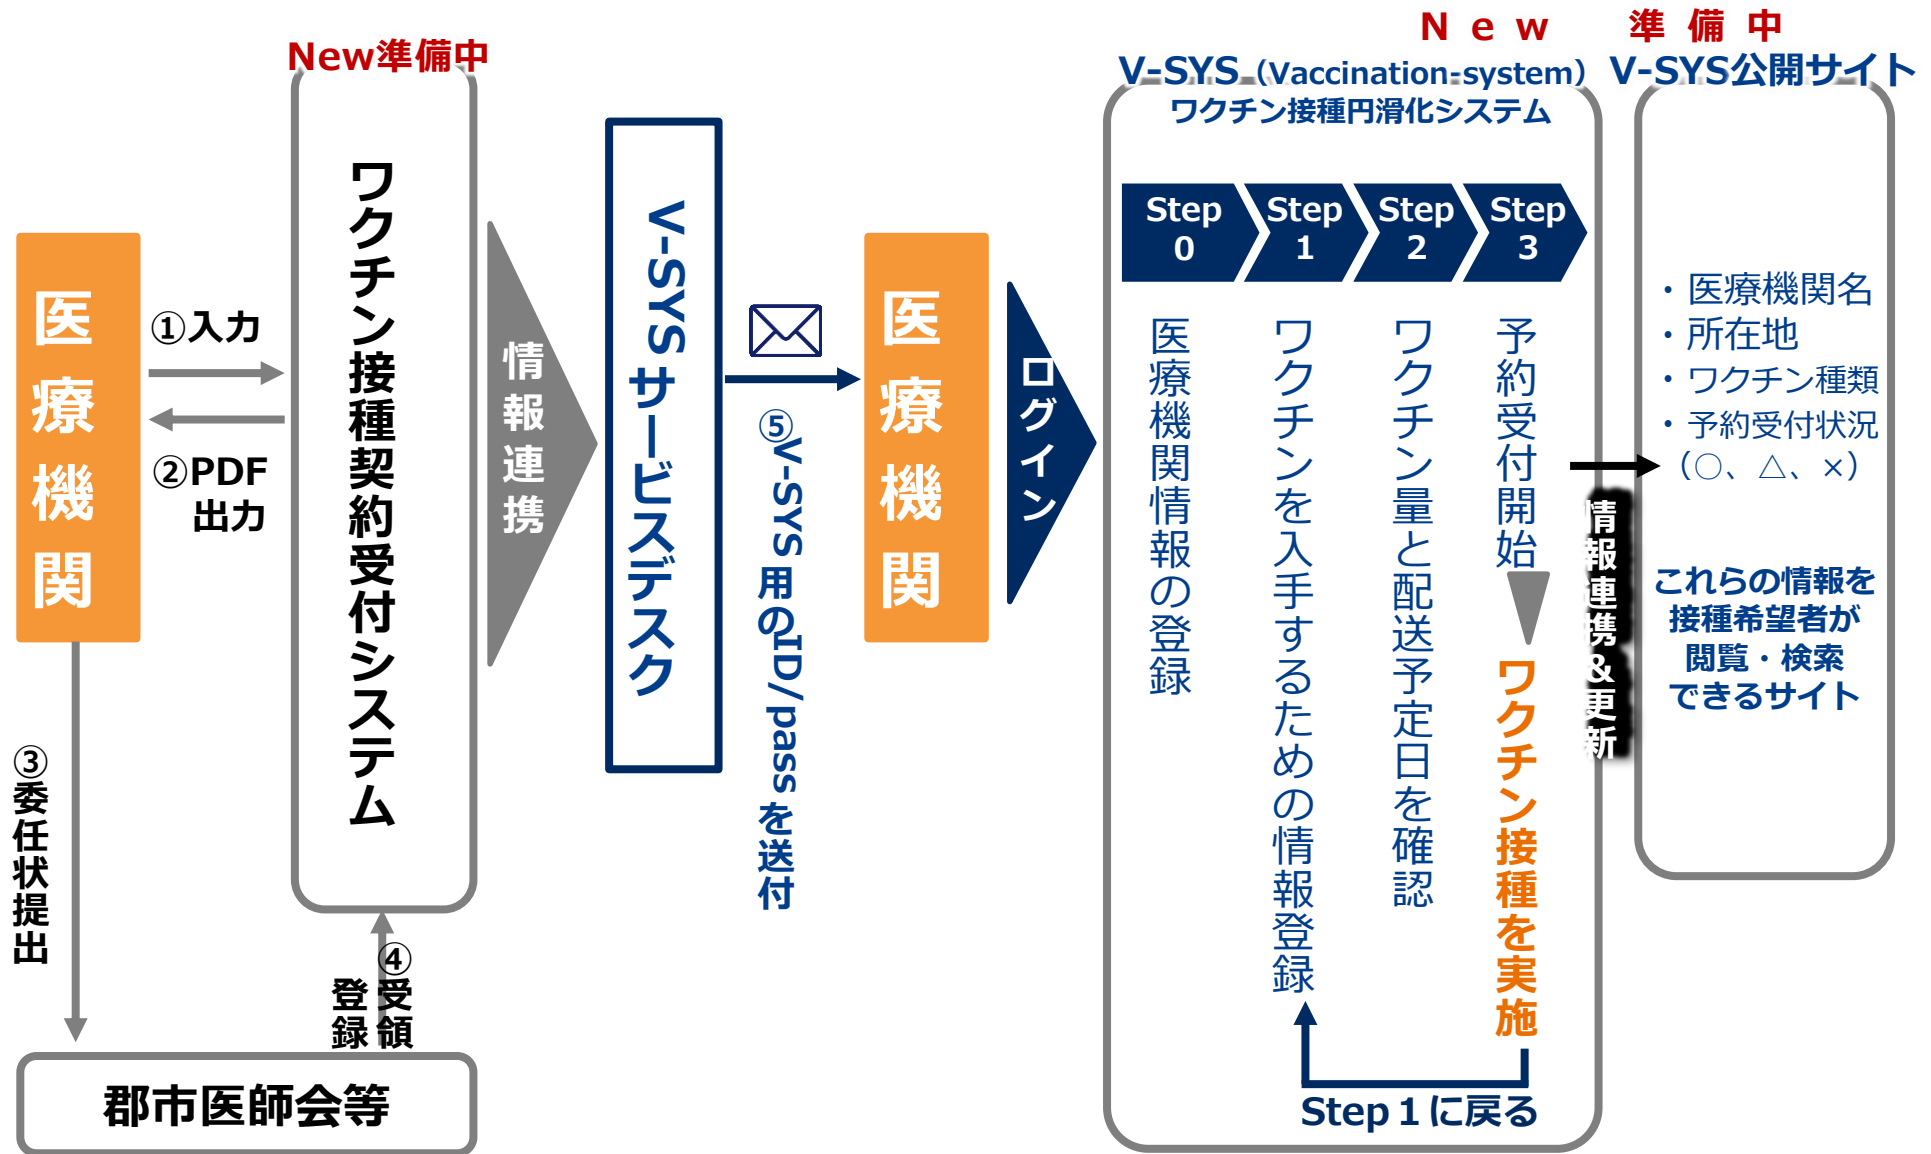 New準備中
New 準備中
V-SYS（Vaccination-system）
ワクチン接種円滑化システム
V-SYS公開サイト
医療機関
①入力
②PDF
出力
ワクチン接種契約受付システム
情報連携
V-SYS サービスデスク
⑤V-SYS 用のID/pass を送付
医療機関
ログイン
Step
0
Step
1
Step
2
Step
3
医療機関情報の登録
ワクチンを入手するための情報登録
ワクチン量と配送予定日を確認
予約受付開始
ワクチン接種を実施
Step１に戻る
情報連携&更新
・医療機関名
・所在地
・ワクチン種類
・予約受付状況
（○、△、×）
これらの情報を
接種希望者が
閲覧・検索
できるサイト
③委任状提出
④受領
登録
郡市医師会等